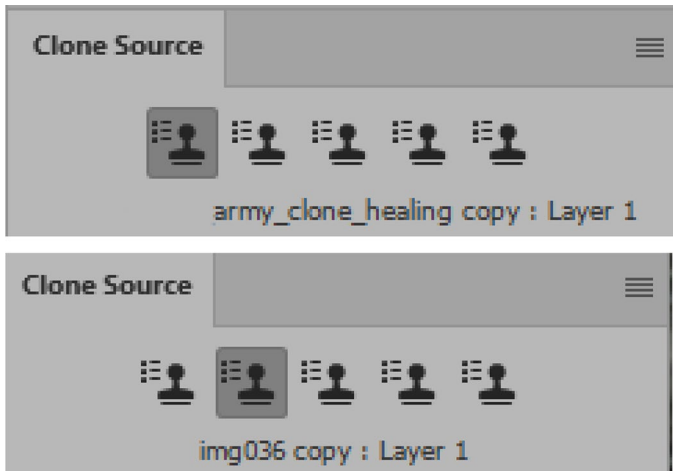 Clone Source
army_clone_healing copy : Layer 1
Clone Source
img036 copy : Layer 1